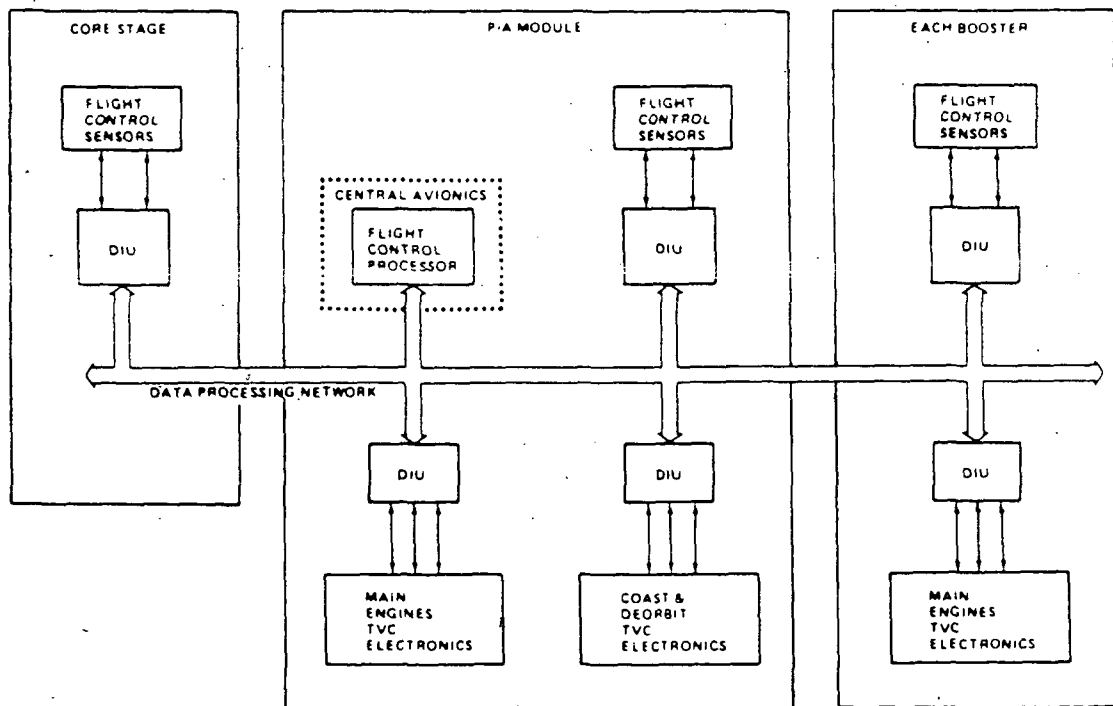 CORE STAGE
P-A MODULE
EACH BOOSTER
FLIGHT
CONTROL
SENSORS
FLIGHT
CONTROL
SENSORS
FLIGHT
CONTROL
SENSORS
CENTRAL AVIONICS
FLIGHT
CONTROL
PROCESSOR
DIU
DIU
DIU
DATA PROCESSING NETWORK
DIU
DIU
DIU
MAIN
ENGINES
TVC
ELECTRONICS
COAST &
DEORBIT
TVC
ELECTRONICS
MAIN
ENGINES
TVC
ELECTRONICS